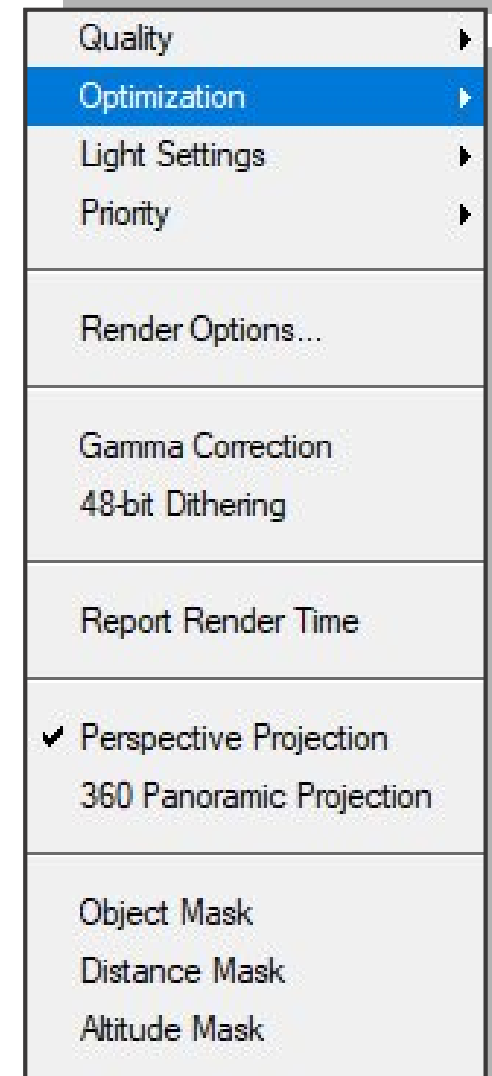 Quality
Optimization
Light Settings
Priority
Render Options...
Gamma Correction
48-bit Dithering
Report Render Time
Perspective Projection
360 Panoramic Projection
Object Mask
Distance Mask
Altitude Mask